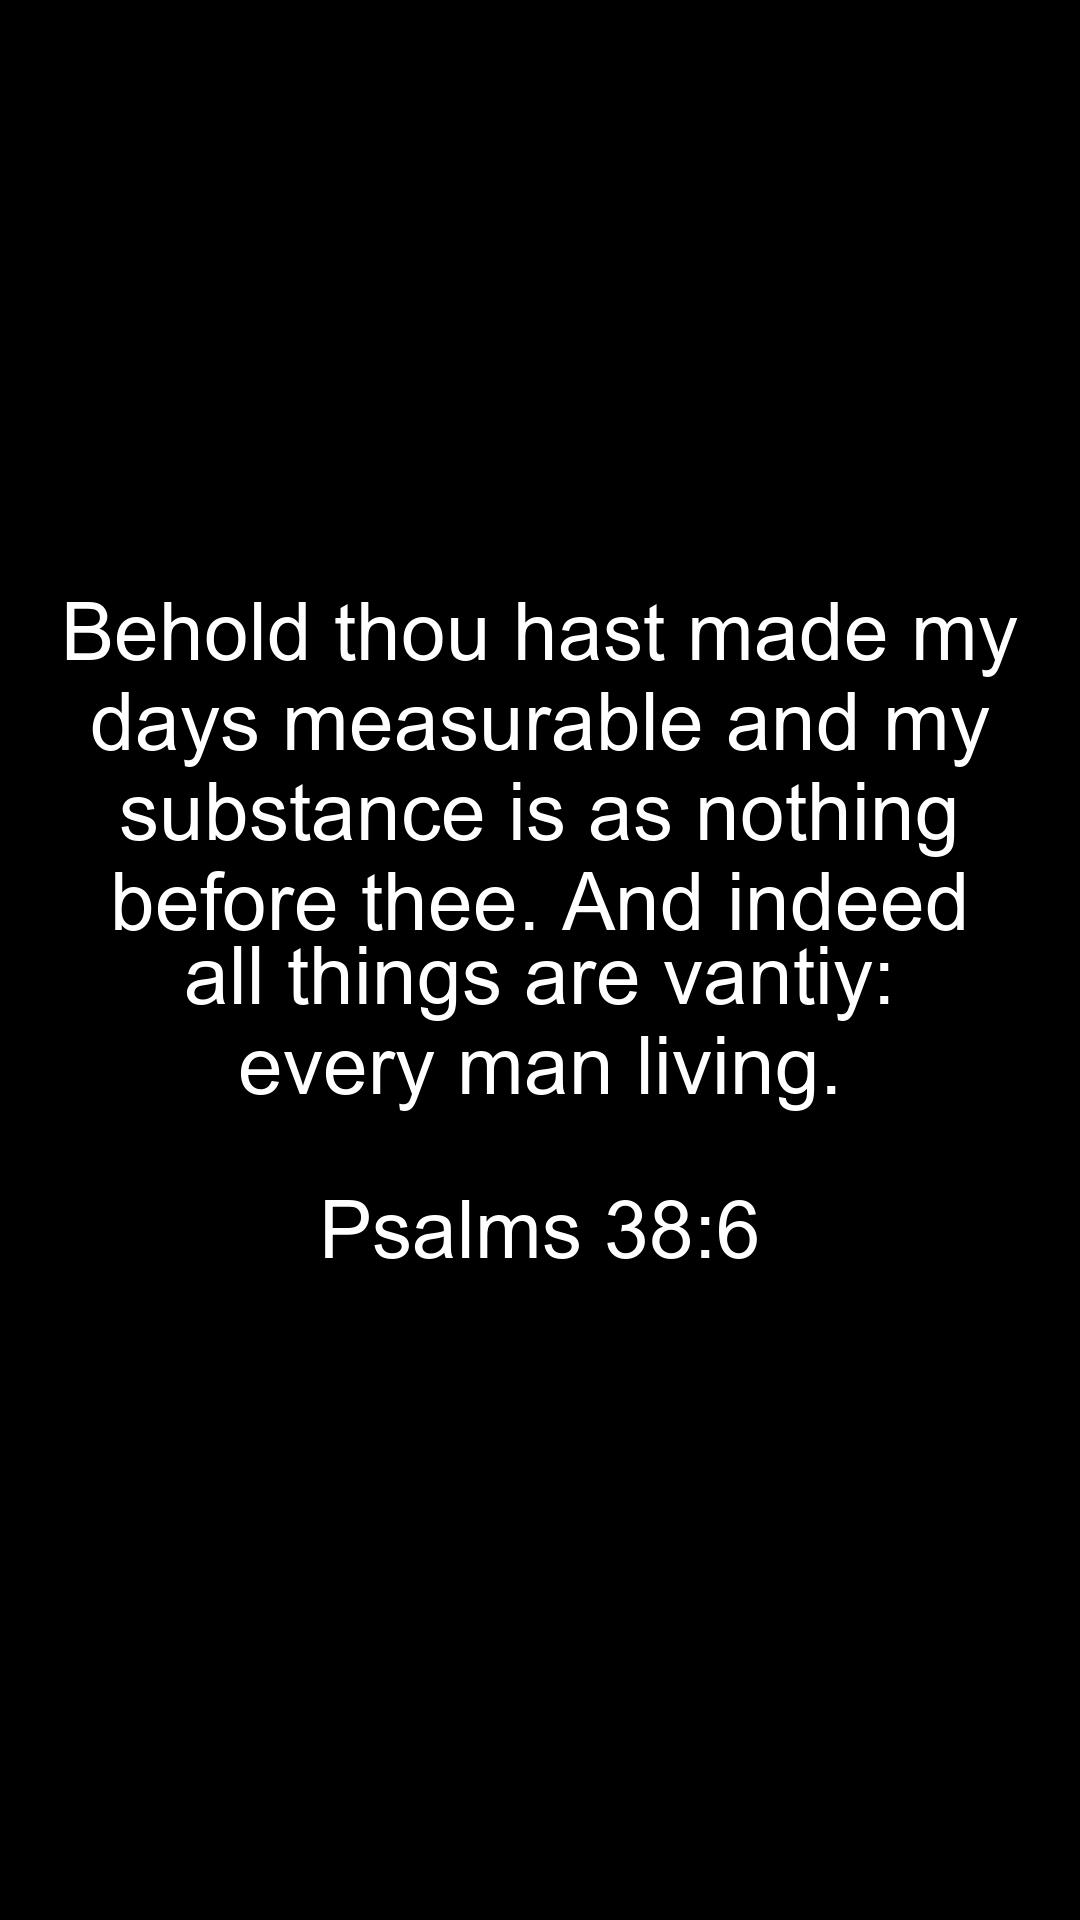 Behold thou hast made my
days measurable and my
substance is as nothing
before thee. And indeed
all things are vantiy:
every man living.
Psalms 38:6